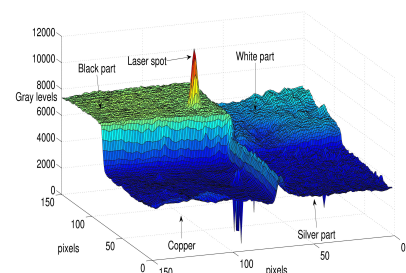 12000
10000
8000
Gray levels
6000
4000
2000
0
Black part
Laser spot
White part
Copper
Silver part
150
100
50
0
pixels
150
100
50
0
pixels